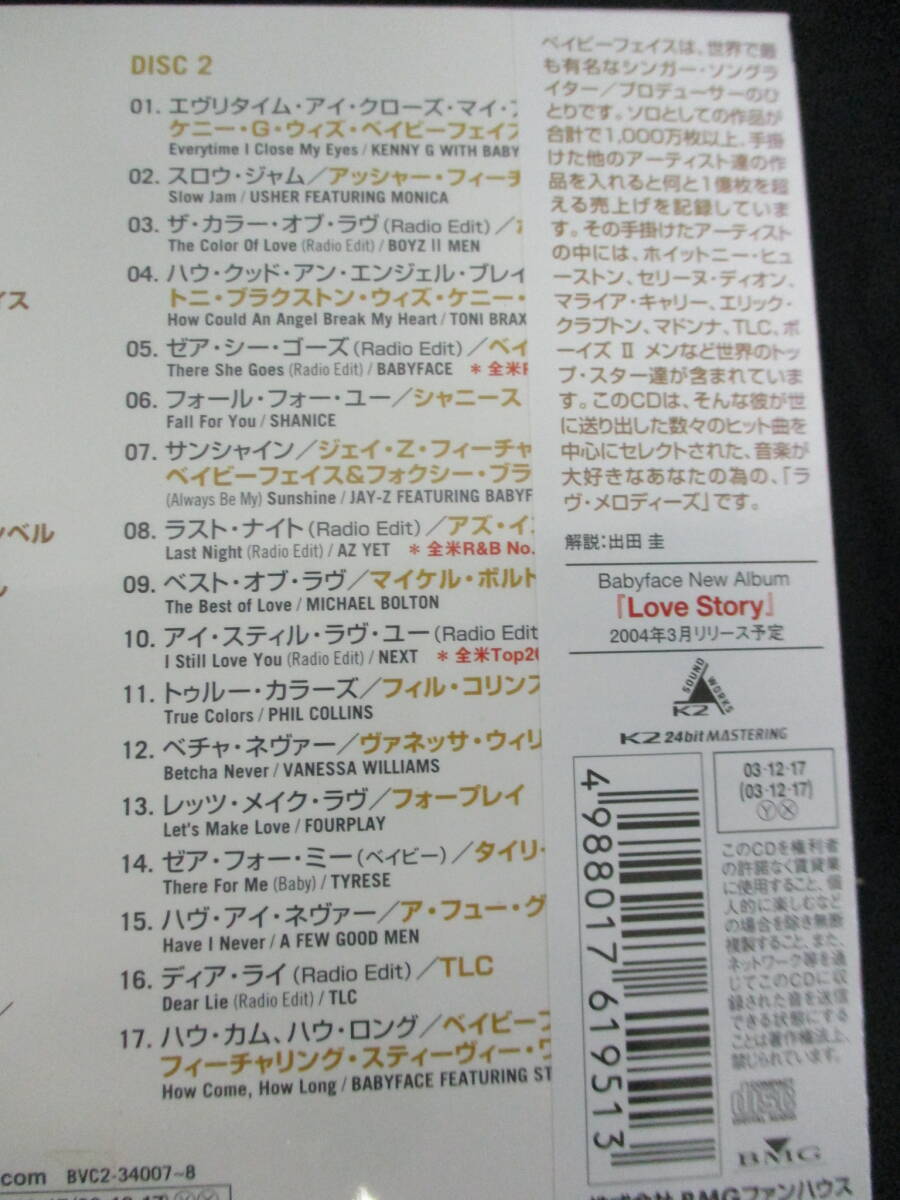 DISC 2
01. エヴリタイム・アイ・クローズ・マイ・
ケニー・G・ウィズ・ベイビーフェイス
Everytime I Close My Eyes / KENNY G WITH BABY
02. スロウ・ジャム／アッシャー・フィーチ
Slow Jam / USHER FEATURING MONICA
03. ザ・カラー・オブ・ラヴ(Radio Edit)／
The Color Of Love (Radio Edit) / BOYZ II MEN
イス
04. ハウ・クッド・アン・エンジェル・ブレイ
トニ・ブラクストン・ウィズ・ケニー・
How Could An Angel Break My Heart / TONI BRAX
05. ゼア・シー・ゴーズ(Radio Edit)／ベイ
There She Goes (Radio Edit) / BABYFACE *全米
06. フォール・フォー・ユー／シャニース
Fall For You / SHANICE
07. サンシャイン／ジェイ・Z・フィーチャ
ベイビーフェイス＆フォクシー・ブラ
(Always Be My) Sunshine / JAY-Z FEATURING BABYF
ンベル
08. ラスト・ナイト(Radio Edit)／アズ・イ
Last Night (Radio Edit) / AZ YET *全米R&B No.
09. ベスト・オブ・ラヴ／マイケル・ボルト
The Best of Love / MICHAEL BOLTON
10. アイ・スティル・ラヴ・ユー(Radio Edit
I Still Love You (Radio Edit) / NEXT *全米Top20
11. トゥルー・カラーズ／フィル・コリンズ
True Colors / PHIL COLLINS
12. ベチャ・ネヴァー／ヴァネッサ・ウィリ
Betcha Never / VANESSA WILLIAMS
13. レッツ・メイク・ラヴ／フォープレイ
Let's Make Love / FOURPLAY
14. ゼア・フォー・ミー(ベイビー)／タイリ
There For Me (Baby) / TYRESE
15. ハヴ・アイ・ネヴァー／ア・フュー・グ
Have I Never / A FEW GOOD MEN
16. ディア・ライ(Radio Edit)／TLC
Dear Lie (Radio Edit) / TLC
／
17. ハウ・カム、ハウ・ロング／ベイビー
フィーチャリング・スティーヴィー・ワ
How Come, How Long / BABYFACE FEATURING ST
.com BVC2-34007~8
ベイビーフェイスは、世界で最
も有名なシンガー・ソングラ
イター／プロデューサーのひ
とりです。ソロとしての作品が
合計で1,000万枚以上、手掛
けた他のアーティスト達の作
品を入れると何と1億枚を超
える売上げを記録していま
す。その手掛けたアーティスト
の中には、ホイットニー・ヒュ
ーストン、セリーヌ・ディオン、
マライア・キャリー、エリック・
クラプトン、マドンナ、TLC、ボ
ーイズ II メンなど世界のトッ
プ・スター達が含まれていま
す。このCDは、そんな彼が世
に送り出した数々のヒット曲を
中心にセレクトされた、音楽が
大好きなあなたの為の、「ラ
ヴ・メロディーズ」です。
解説:出田 圭
Babyface New Album
『Love Story』
2004年3月リリース予定
SOUND WORKS
K2
K2 24bit MASTERING
03-12-17
(03-12-17)
Ⓨ Ⓧ
4 988017 619513
このCDを権利者
の許諾なく賃貸業
に使用すること、個
人的に楽しむなど
の場合を除き無断
複製すること、また、
ネットワーク等を通
じてこのCDに収
録された音を送信
できる状態にする
ことは著作権法上、
禁じられています。
COMPACT
disc
DIGITAL AUDIO
BMG
株式会社 BMGファンハウス